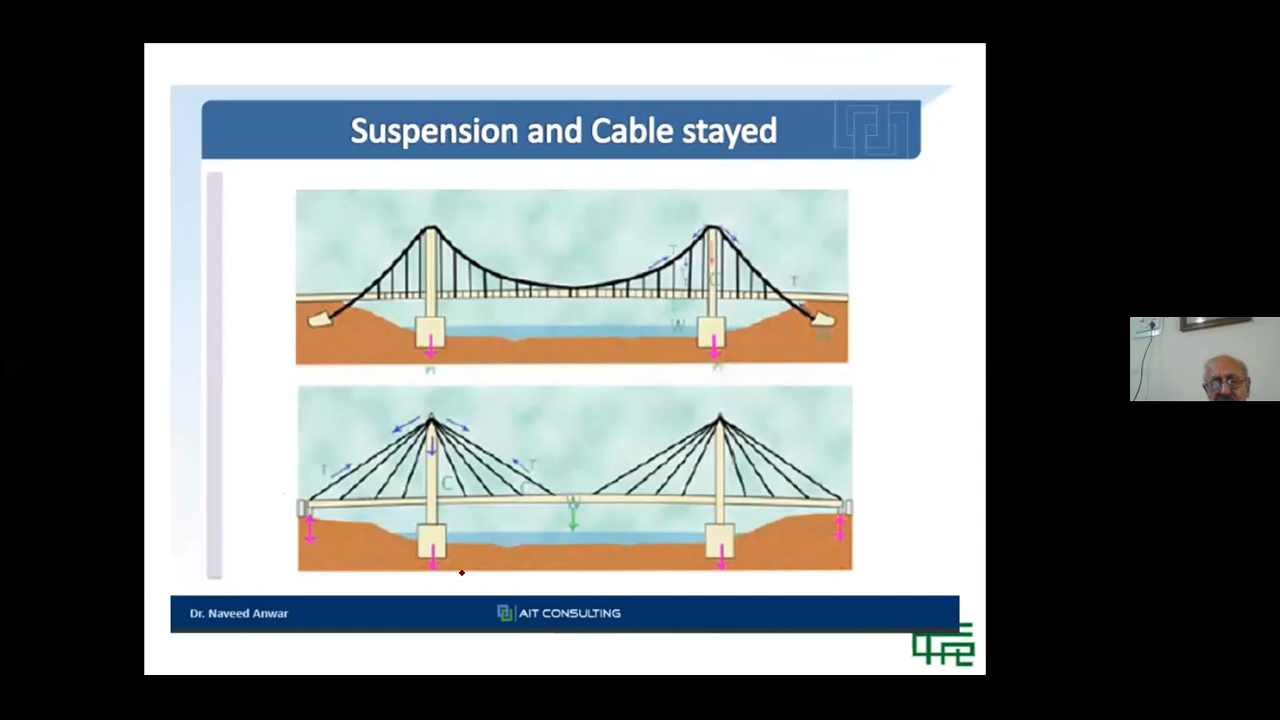 Suspension and Cable stayed
T
C
T
W
T
T
C
C
W
Dr. Naveed Anwar
AIT CONSULTING